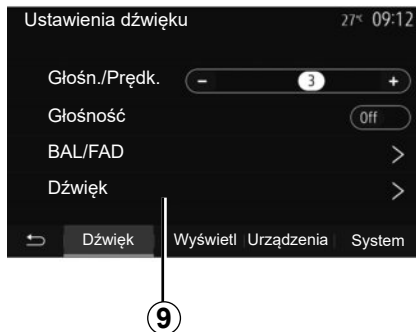 Ustawienia dźwięku 27°C 09:12
Głośn./Prędk. - 3 +
Głośność Off
BAL/FAD >
Dźwięk >
Dźwięk Wyświetl Urządzenia System
9